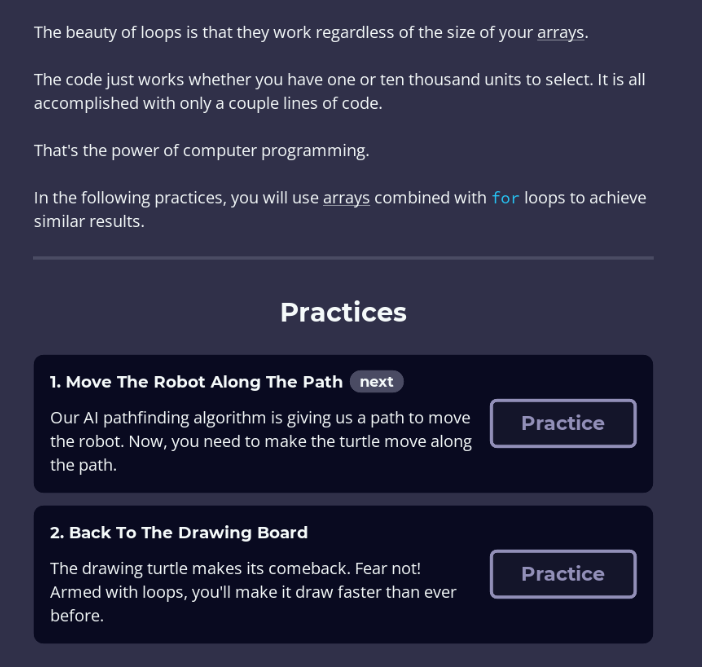 The beauty of loops is that they work regardless of the size of your arrays.
The code just works whether you have one or ten thousand units to select. It is all
accomplished with only a couple lines of code.
That's the power of computer programming.
In the following practices, you will use arrays combined with for loops to achieve
similar results.
Practices
1. Move The Robot Along The Path next
Our AI pathfinding algorithm is giving us a path to move
the robot. Now, you need to make the turtle move along
the path.
Practice
2. Back To The Drawing Board
The drawing turtle makes its comeback. Fear not!
Armed with loops, you'll make it draw faster than ever
before.
Practice